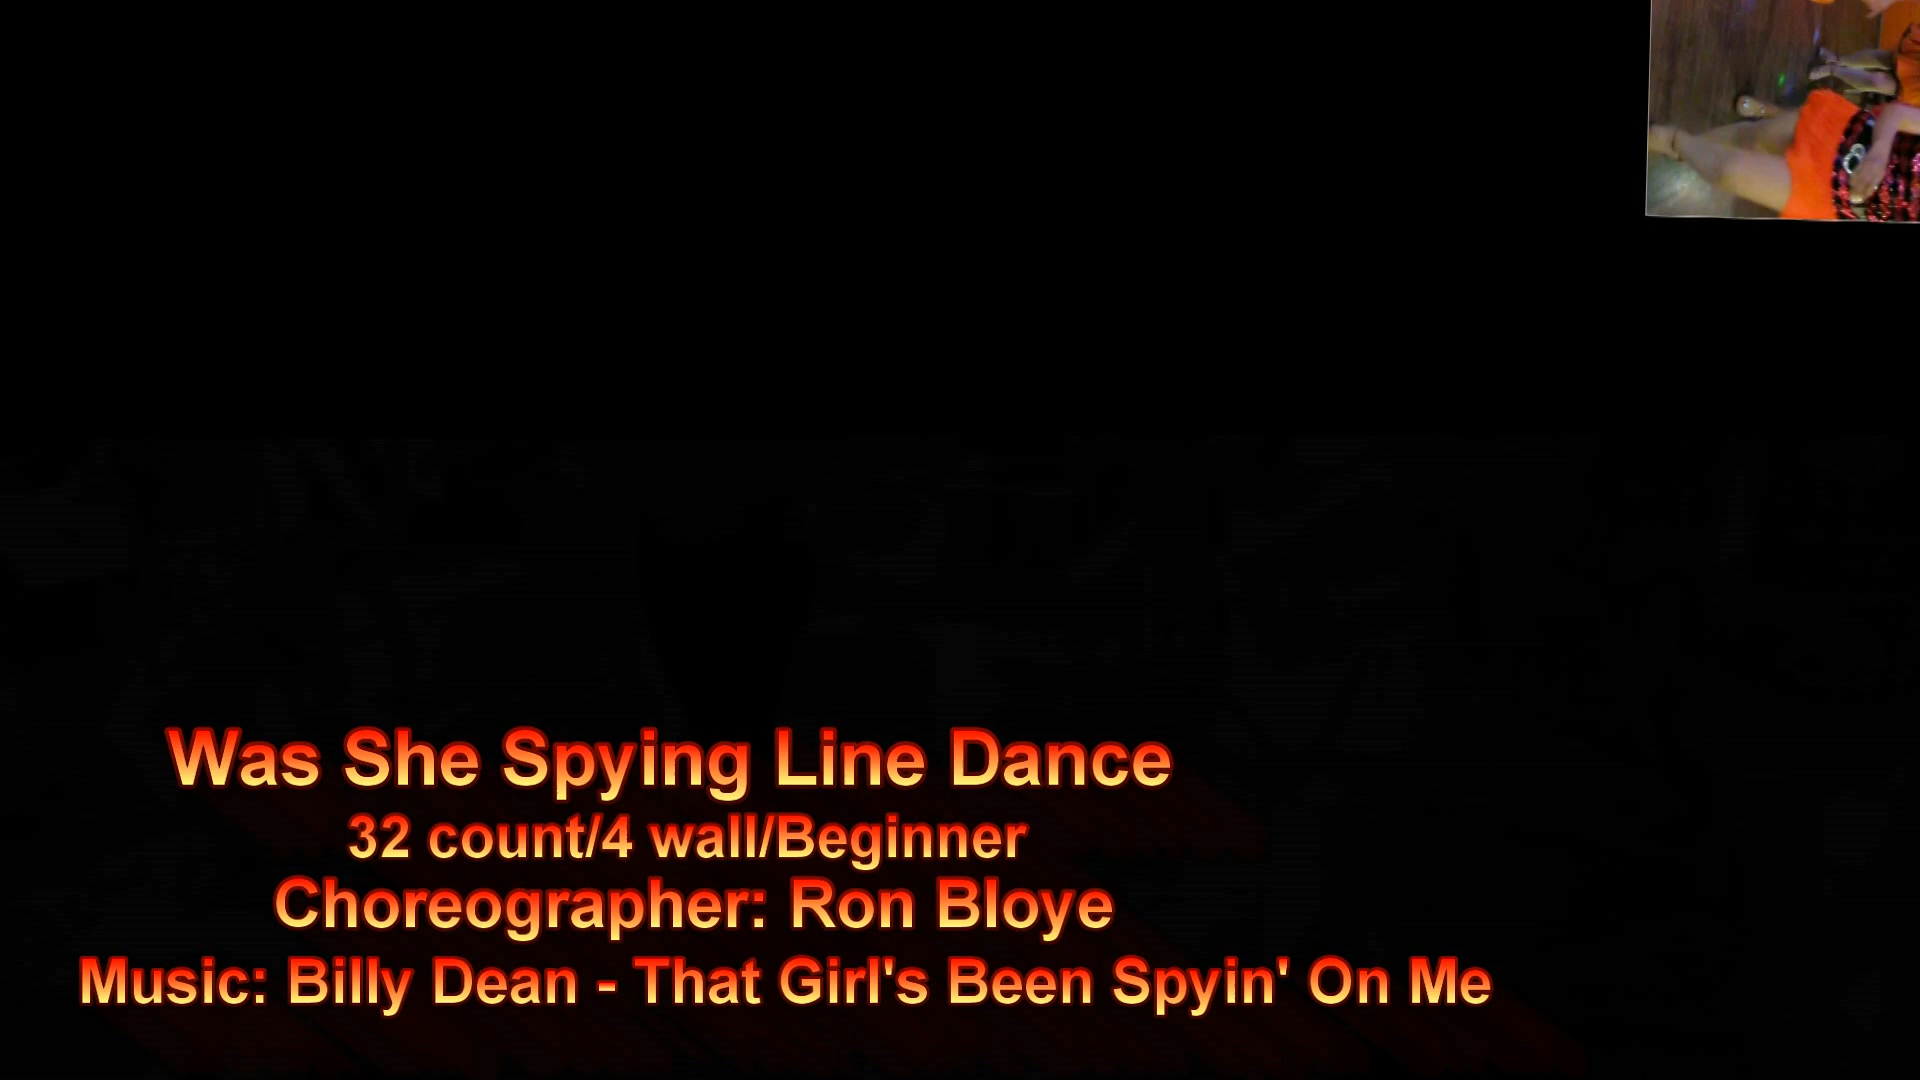 Was She Spying Line Dance
32 count/4 wall/Beginner
Choreographer: Ron Bloye
Music: Billy Dean - That Girl's Been Spyin' On Me